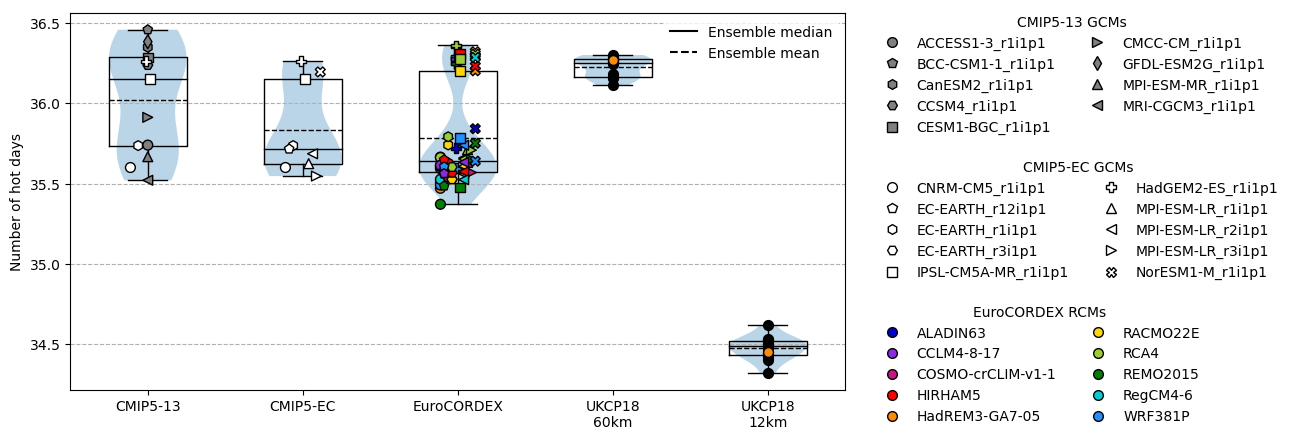 36.5
36.0
35.5
35.0
34.5
Number of hot days
CMIP5-13
CMIP5-EC
EuroCORDEX
UKCP18
60km
UKCP18
12km
Ensemble median
Ensemble mean
CMIP5-13 GCMs
ACCESS1-3_r1i1p1
BCC-CSM1-1_r1i1p1
CanESM2_r1i1p1
CCSM4_r1i1p1
CESM1-BGC_r1i1p1
CMCC-CM_r1i1p1
GFDL-ESM2G_r1i1p1
MPI-ESM-MR_r1i1p1
MRI-CGCM3_r1i1p1
CMIP5-EC GCMs
CNRM-CM5_r1i1p1
EC-EARTH_r12i1p1
EC-EARTH_r1i1p1
EC-EARTH_r3i1p1
IPSL-CM5A-MR_r1i1p1
HadGEM2-ES_r1i1p1
MPI-ESM-LR_r1i1p1
MPI-ESM-LR_r2i1p1
MPI-ESM-LR_r3i1p1
NorESM1-M_r1i1p1
EuroCORDEX RCMs
ALADIN63
CCLM4-8-17
COSMO-crCLIM-v1-1
HIRHAM5
HadREM3-GA7-05
RACMO22E
RCA4
REMO2015
RegCM4-6
WRF381P